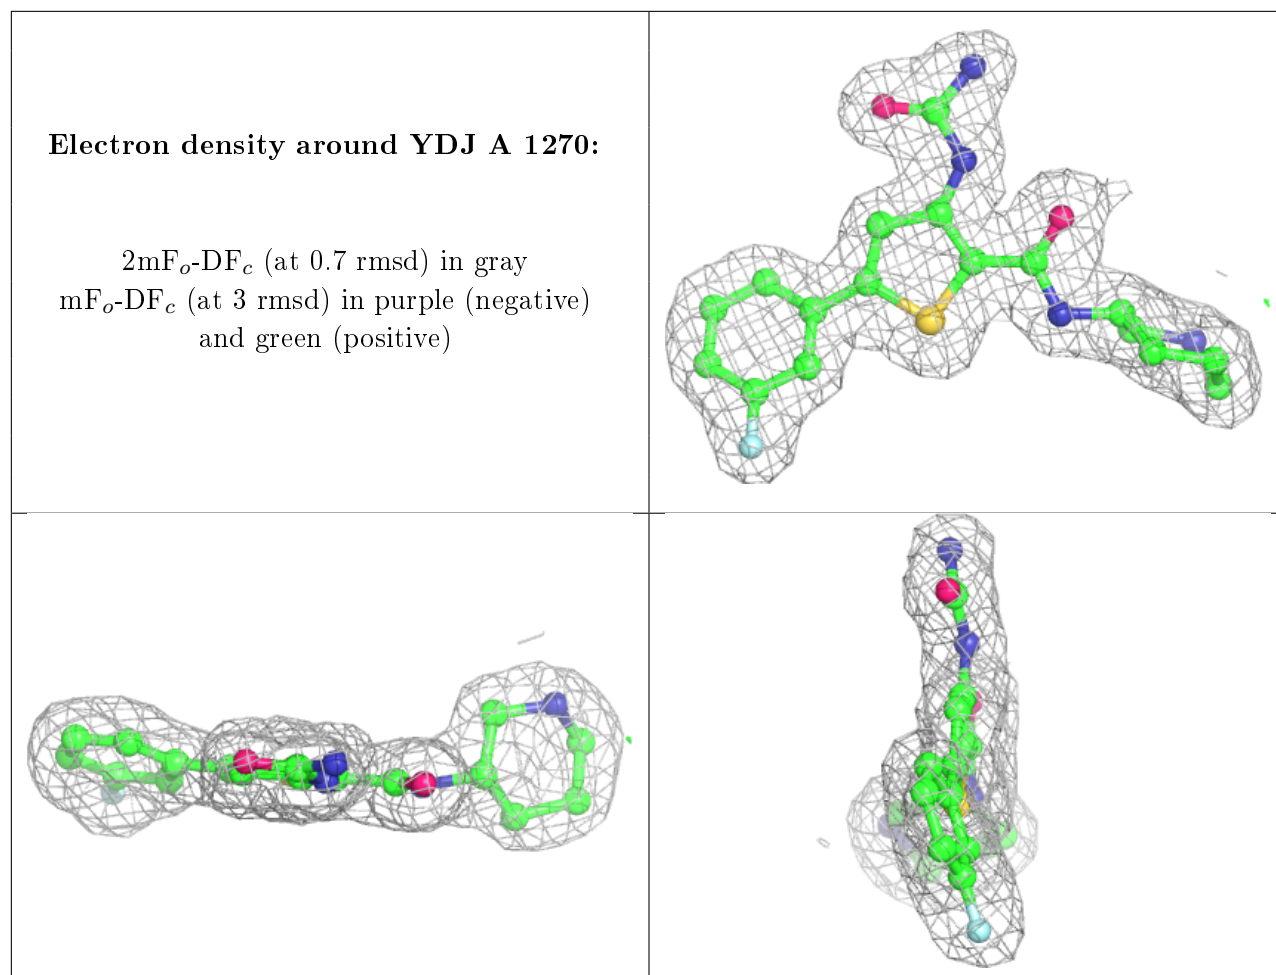 Electron density around YDJ A 1270:
2mFₒ-DF𝒸 (at 0.7 rmsd) in gray
mFₒ-DF𝒸 (at 3 rmsd) in purple (negative)
and green (positive)